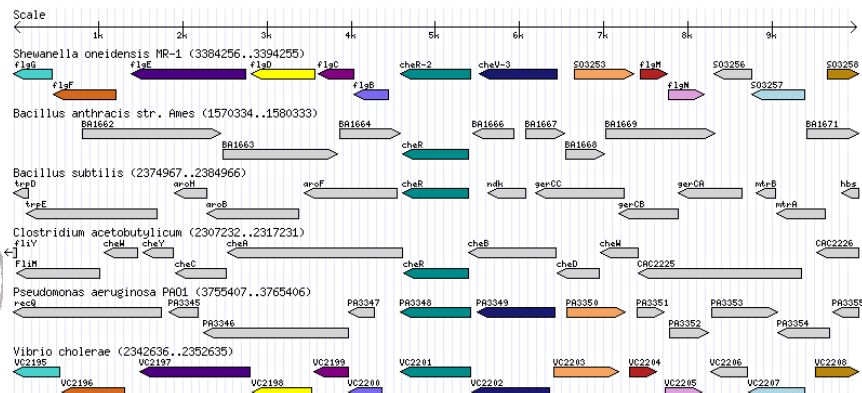 Scale
1k 2k 3k 4k 5k 6k 7k 8k 9k
Shewanella oneidensis MR-1 (3384256..3394255)
flgG flgE flgD flgC cheR-2 cheV-3 SO3253 flgM SO3256 SO3258
flgF flgB flgN SO3257
Bacillus anthracis str. Ames (1570334..1580333)
BA1662 BA1664 BA1666 BA1667 BA1669 BA1671
BA1663 cheR BA1668
Bacillus subtilis (2374967..2384966)
trpD aroH aroF cheR ndk gerCC gerCA mtrB hbs
trpE aroB gerCB mtrA
Clostridium acetobutylicum (2307232..2317231)
fliY cheW cheY cheA cheB cheW CAC2226
FliM cheC cheR cheD CAC2225
Pseudomonas aeruginosa PAO1 (3755407..3765406)
recQ PA3345 PA3347 PA3348 PA3349 PA3350 PA3351 PA3353 PA3355
PA3346 PA3352 PA3354
Vibrio cholerae (2342636..2352635)
VC2195 VC2197 VC2199 VC2201 VC2203 VC2204 VC2206 VC2208
VC2196 VC2198 VC2200 VC2202 VC2205 VC2207